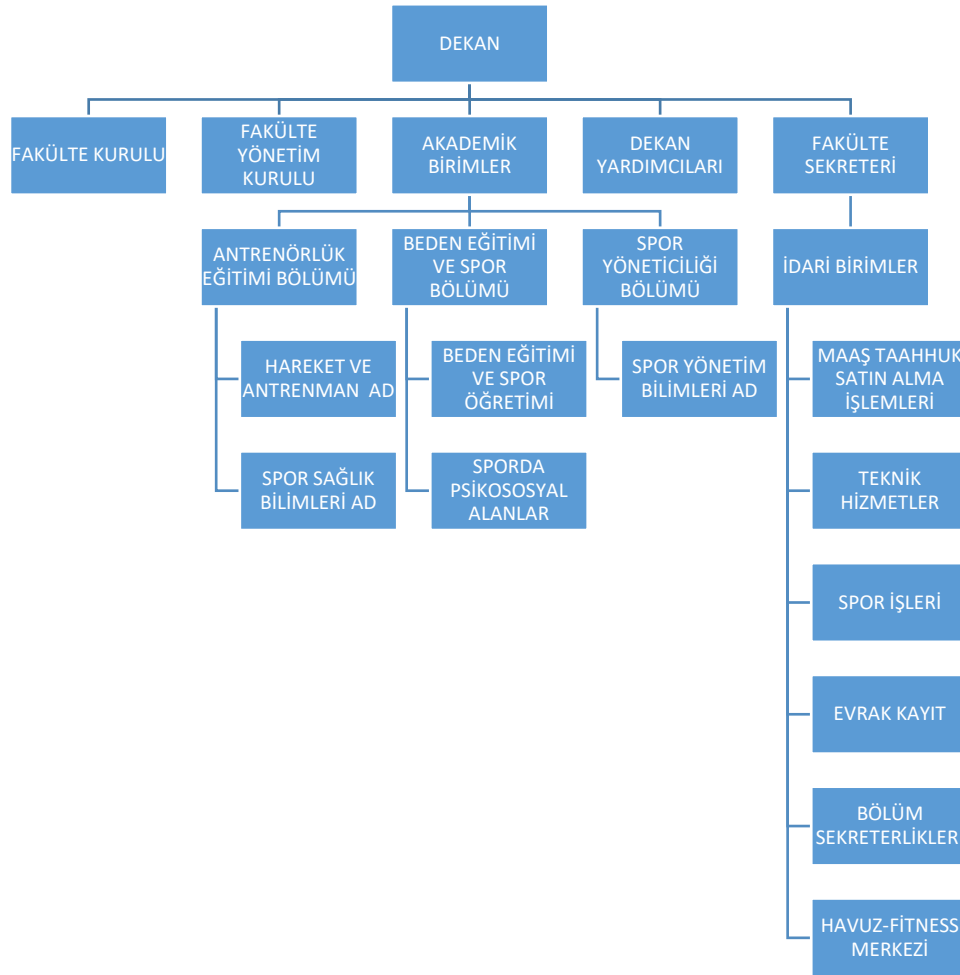 DEKAN
FAKÜLTE KURULU
FAKÜLTE
YÖNETİM
KURULU
AKADEMİK
BİRİMLER
DEKAN
YARDIMCILARI
FAKÜLTE
SEKRETERİ
ANTRENÖRLÜK
EĞİTİMİ BÖLÜMÜ
BEDEN EĞİTİMİ
VE SPOR
BÖLÜMÜ
SPOR
YÖNETİCİLİĞİ
BÖLÜMÜ
İDARİ BİRİMLER
HAREKET VE
ANTRENMAN AD
BEDEN EĞİTİMİ
VE SPOR
ÖĞRETİMİ
SPOR YÖNETİM
BİLİMLERİ AD
MAAŞ TAAHHUK
SATIN ALMA
İŞLEMLERİ
SPOR SAĞLIK
BİLİMLERİ AD
SPORDA
PSİKOSOSYAL
ALANLAR
TEKNİK
HİZMETLER
SPOR İŞLERİ
EVRAK KAYIT
BÖLÜM
SEKRETERLİKLER
HAVUZ-FİTNESS
MERKEZİ